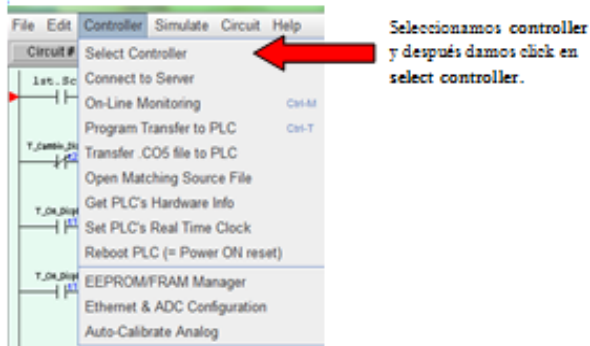 File Edit Controller Simulate Circuit Help
Circuit #
Select Controller
1st.Sc
Connect to Server
On-Line Monitoring Ctrl-M
Program Transfer to PLC Ctrl-T
Transfer .CO5 file to PLC
Open Matching Source File
Get PLC's Hardware Info
Set PLC's Real Time Clock
Reboot PLC (= Power ON reset)
EEPROM/FRAM Manager
Ethernet & ADC Configuration
Auto-Calibrate Analog
Seleccionamos controller
y después damos click en
select controller.